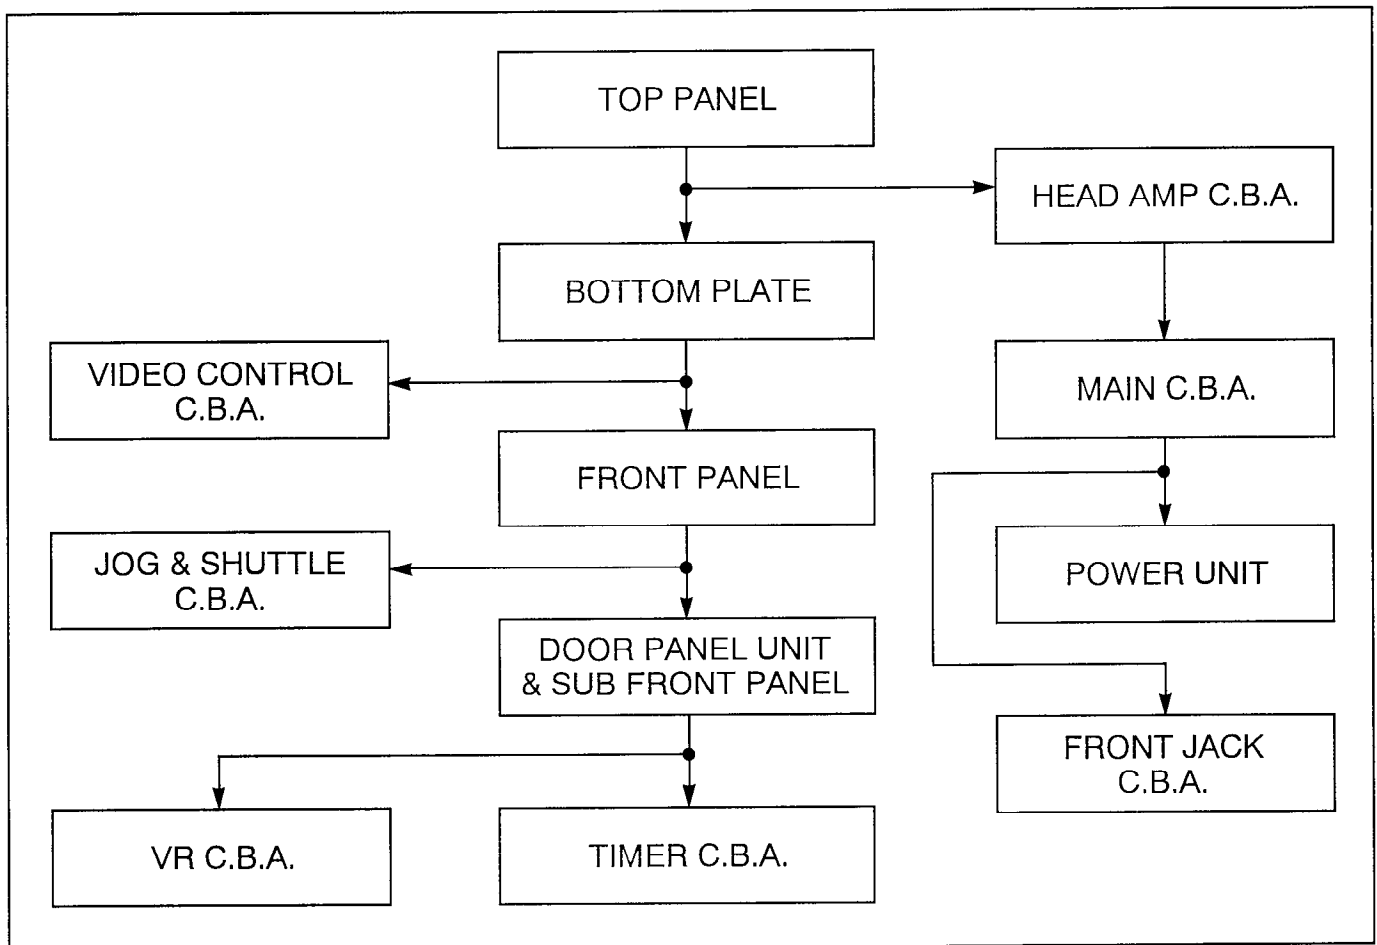 TOP PANEL
HEAD AMP C.B.A.
BOTTOM PLATE
VIDEO CONTROL
C.B.A.
MAIN C.B.A.
FRONT PANEL
JOG & SHUTTLE
C.B.A.
POWER UNIT
DOOR PANEL UNIT
& SUB FRONT PANEL
FRONT JACK
C.B.A.
VR C.B.A.
TIMER C.B.A.